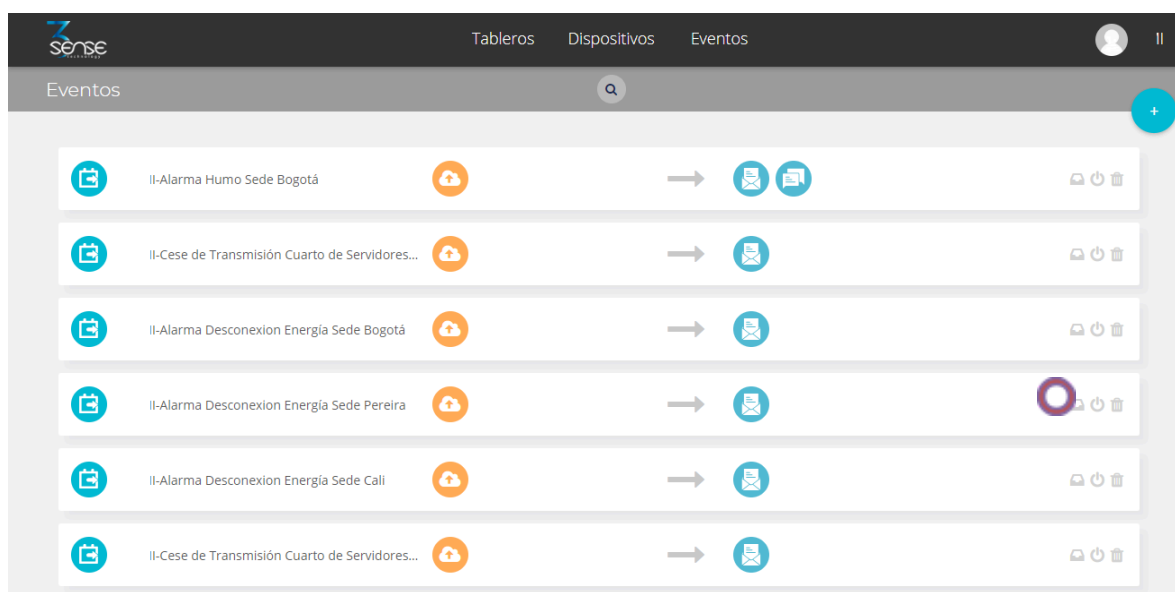 3
sense
technology
Tableros Dispositivos Eventos
Eventos
+
II-Alarma Humo Sede Bogotá
II-Cese de Transmisión Cuarto de Servidores...
II-Alarma Desconexion Energía Sede Bogotá
II-Alarma Desconexion Energía Sede Pereira
II-Alarma Desconexion Energía Sede Cali
II-Cese de Transmisión Cuarto de Servidores...